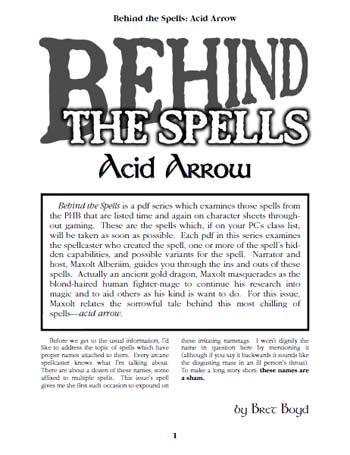 Behind the Spells: Acid Arrow
BEHIND
THE SPELLS
Acid Arrow
Behind the Spells is a pdf series which examines those spells from
the PHB that are listed time and again on character sheets through-
out gaming. These are the spells which, if on your PC's class list,
will be taken as soon as possible. Each pdf in this series examines
the spellcaster who created the spell, one or more of the spell's hid-
den capabilities, and possible variants for the spell. Narrator and
host, Maxolt Alberiim, guides you through the ins and outs of these
spells. Actually an ancient gold dragon, Maxolt masquerades as the
blond-haired human fighter-mage to continue his research into
magic and to aid others as his kind is want to do. For this issue,
Maxolt relates the sorrowful tale behind this most chilling of
spells—acid arrow.
Before we get to the usual information, I'd
like to address the topic of spells which have
proper names attached to them. Every arcane
spellcaster knows what I'm talking about.
There are about a dozen of these names, some
affixed to multiple spells. This issue's spell
gives me the first such occasion to expound on
these irritating nametags. I won't dignify the
name in question here by mentioning it
(although if you say it backwards it sounds like
the disgusting mass in an ill person's throat).
To make a long story short, these names are
a sham.
by Bret Boyd
1